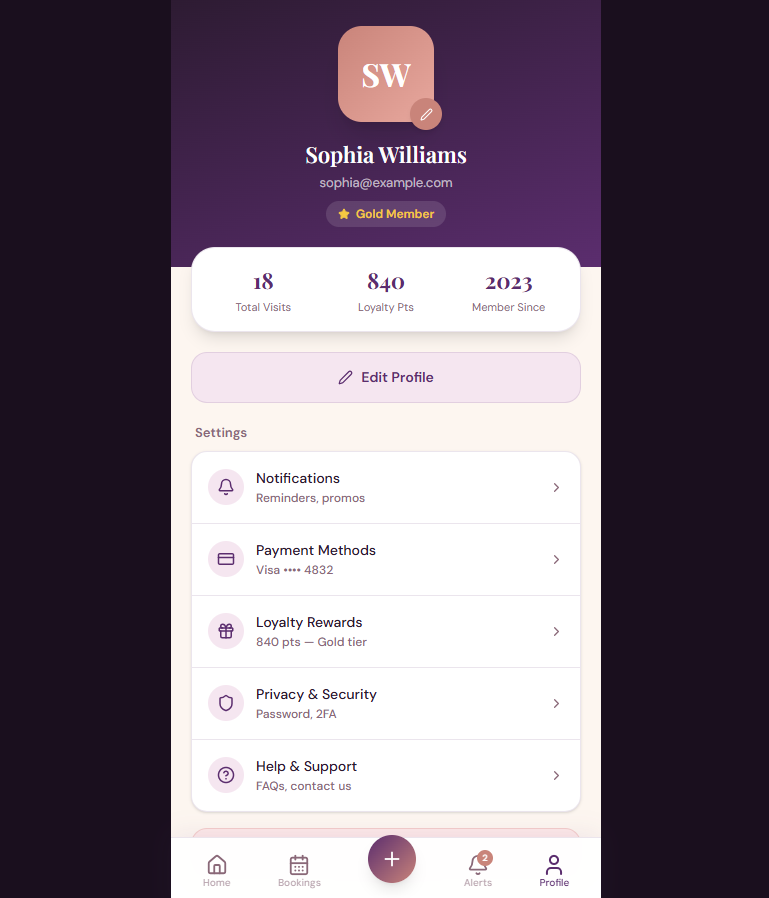 SW
Sophia Williams
sophia@example.com
Gold Member
18
Total Visits
840
Loyalty Pts
2023
Member Since
Edit Profile
Settings
Notifications
Reminders, promos
Payment Methods
Visa •••• 4832
Loyalty Rewards
840 pts — Gold tier
Privacy & Security
Password, 2FA
Help & Support
FAQs, contact us
Home
Bookings
2
Alerts
Profile